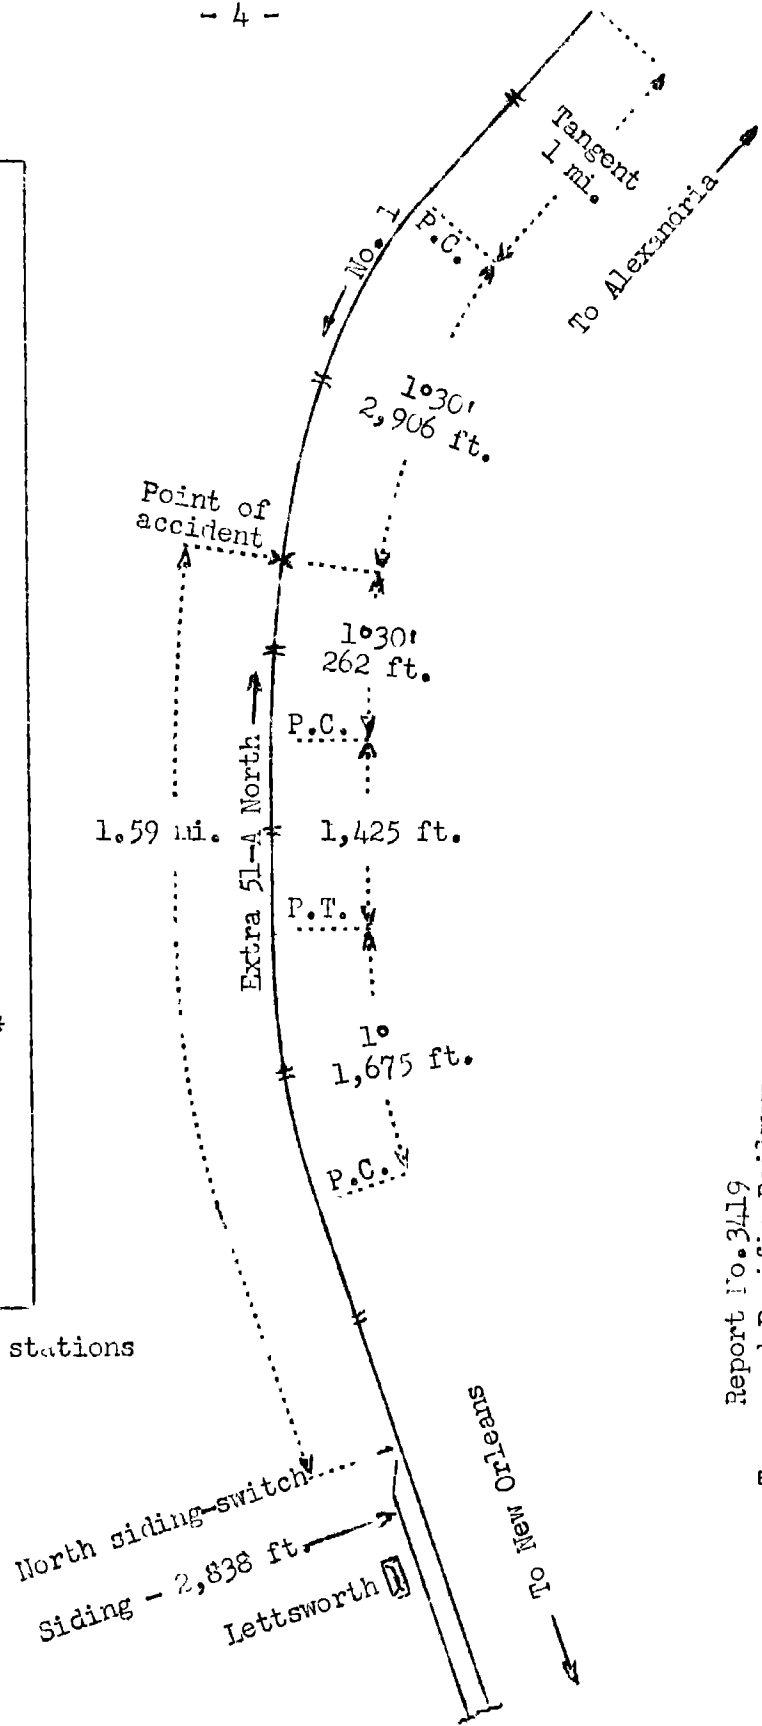 - 4 -
Tangent
1 mi.
To Alexandria
P.C.
No. 1
1°30'
2,906 ft.
Point of
accident
1°30'
262 ft.
P.C.
1.59 mi.
Extra 51-A North
1,425 ft.
P.T.
1°
1,675 ft.
P.C.
stations
North siding-switch
Siding - 2,838 ft.
Lettsworth
To New Orleans
Report No.3419